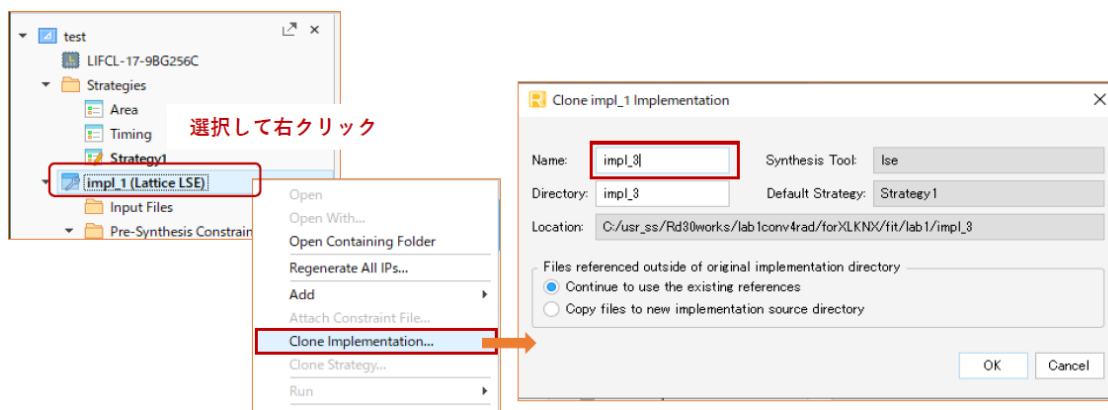 test
LIFCL-17-9BG256C
Strategies
Area
Timing
選択して右クリック
Strategy1
impl_1 (Lattice LSE)
Input Files
Pre-Synthesis Constrain
Open
Open With...
Open Containing Folder
Regenerate All IPs...
Add
Attach Constraint File...
Clone Implementation...
Clone Strategy...
Run
Clone impl_1 Implementation
Name: impl_3 Synthesis Tool: lse
Directory: impl_3 Default Strategy: Strategy1
Location: C:/usr_ss/Rd30works/lab1conv4rad/forXLKNX/fit/lab1/impl_3
Files referenced outside of original implementation directory
Continue to use the existing references
Copy files to new implementation source directory
OK Cancel